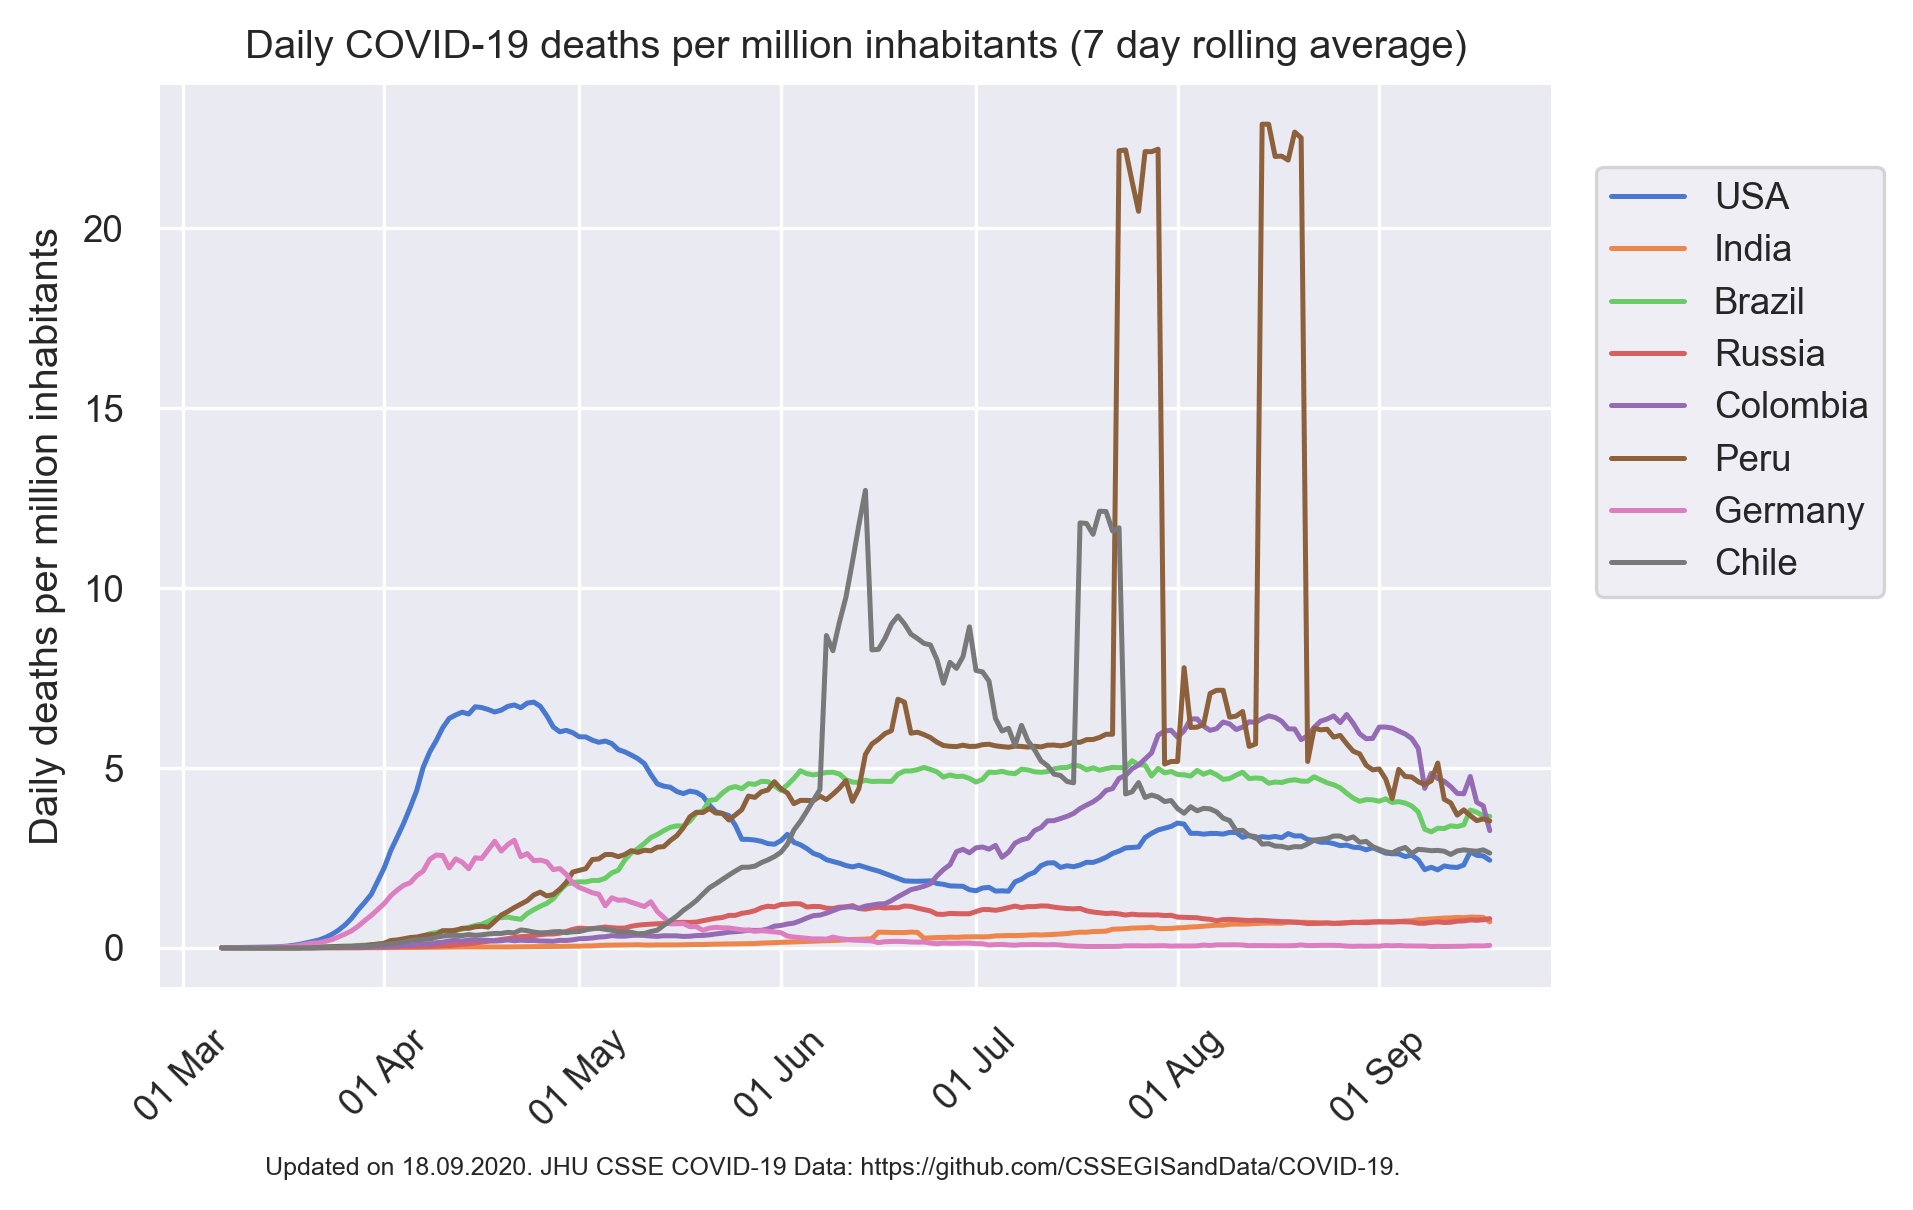 Daily COVID-19 deaths per million inhabitants (7 day rolling average)
Daily deaths per million inhabitants
20
15
10
5
0
01 Mar
01 Apr
01 May
01 Jun
01 Jul
01 Aug
01 Sep
USA
India
Brazil
Russia
Colombia
Peru
Germany
Chile
Updated on 18.09.2020. JHU CSSE COVID-19 Data: https://github.com/CSSEGISandData/COVID-19.